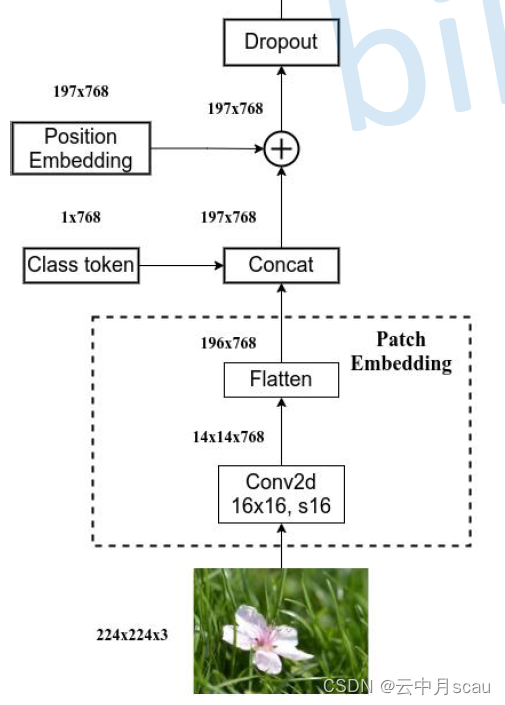 Dropout
197x768
197x768
Position
Embedding
1x768
197x768
Class token
Concat
196x768
Patch
Embedding
Flatten
14x14x768
Conv2d
16x16, s16
224x224x3
CSDN @云中月scau